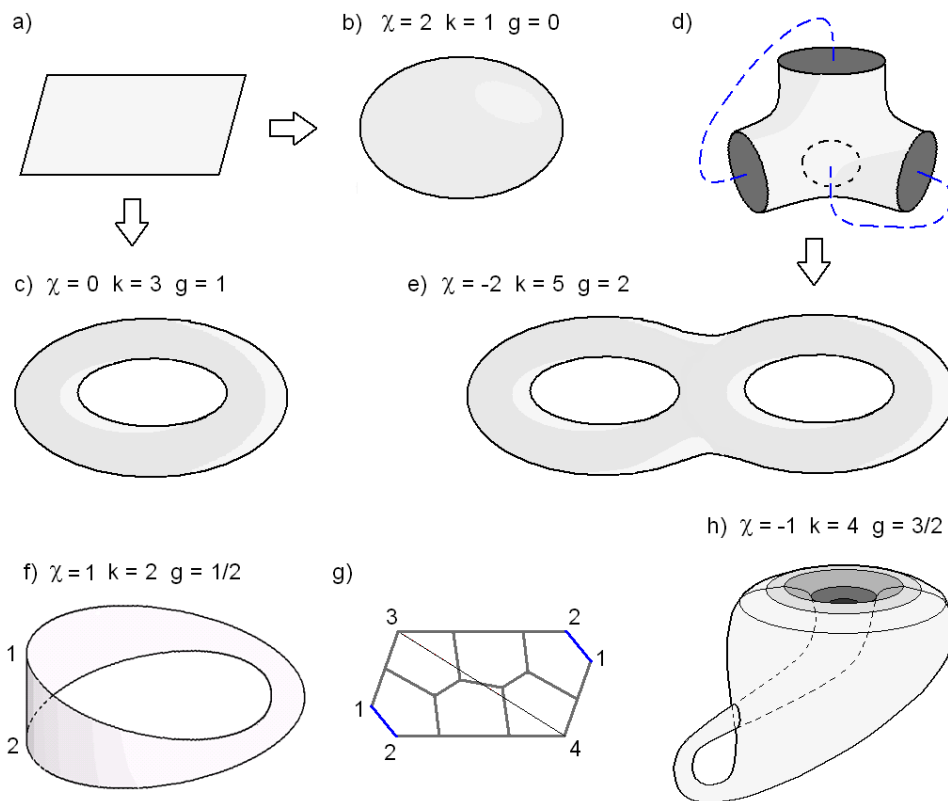 a)
b) χ = 2 k = 1 g = 0
d)
c) χ = 0 k = 3 g = 1
e) χ = -2 k = 5 g = 2
h) χ = -1 k = 4 g = 3/2
f) χ = 1 k = 2 g = 1/2
g)
3
2
1
1
1
2
2
4